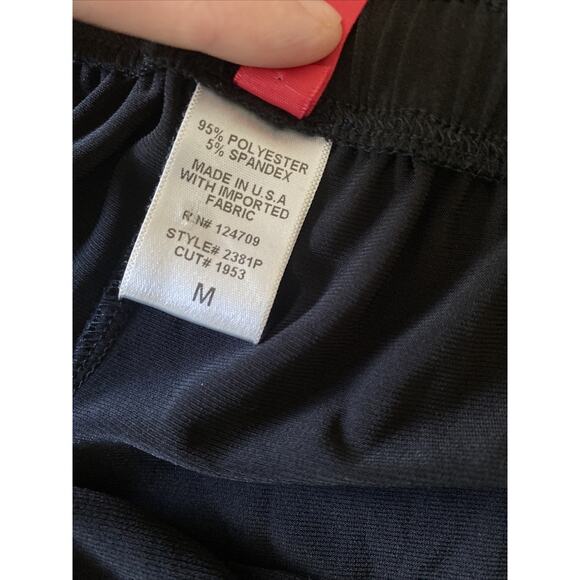 95% POLYESTER
5% SPANDEX
MADE IN U.S.A
WITH IMPORTED
FABRIC
R.N# 124709
STYLE# 2381P
CUT# 1953
M